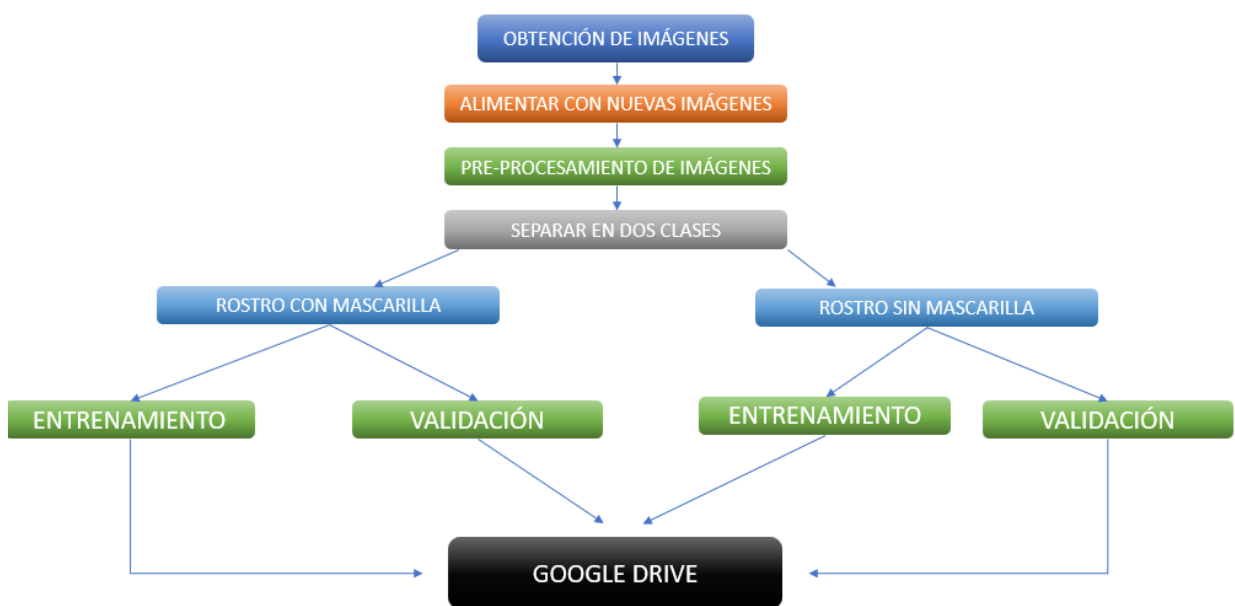 OBTENCIÓN DE IMÁGENES
ALIMENTAR CON NUEVAS IMÁGENES
PRE-PROCESAMIENTO DE IMÁGENES
SEPARAR EN DOS CLASES
ROSTRO CON MASCARILLA
ROSTRO SIN MASCARILLA
ENTRENAMIENTO
VALIDACIÓN
ENTRENAMIENTO
VALIDACIÓN
GOOGLE DRIVE